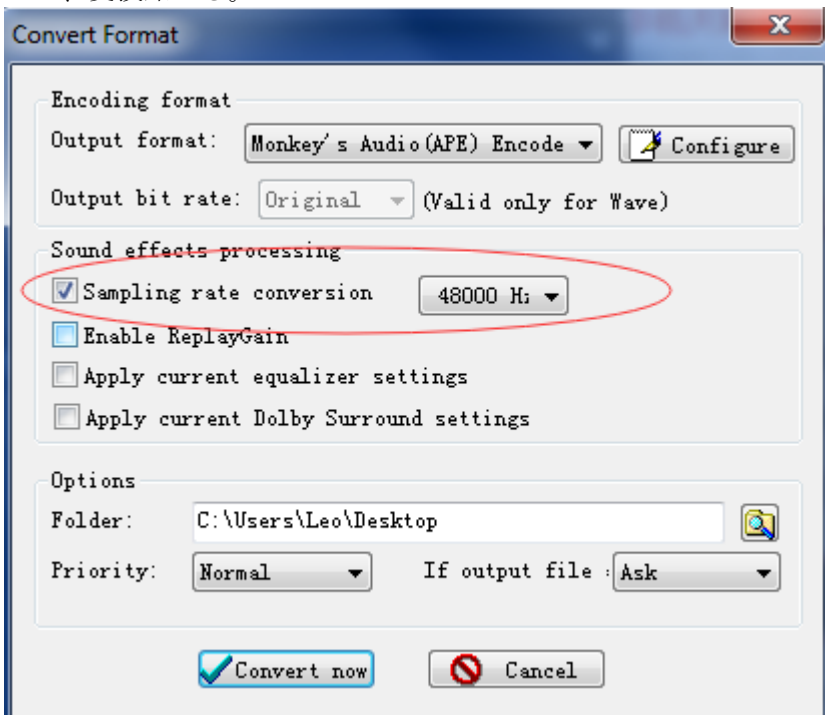 Convert Format
Encoding format
Output format: Monkey's Audio(APE) Encode Configure
Output bit rate: Original (Valid only for Wave)
Sound effects processing
Sampling rate conversion 48000 H
Enable ReplayGain
Apply current equalizer settings
Apply current Dolby Surround settings
Options
Folder: C:\Users\Leo\Desktop
Priority: Normal If output file : Ask
Convert now Cancel